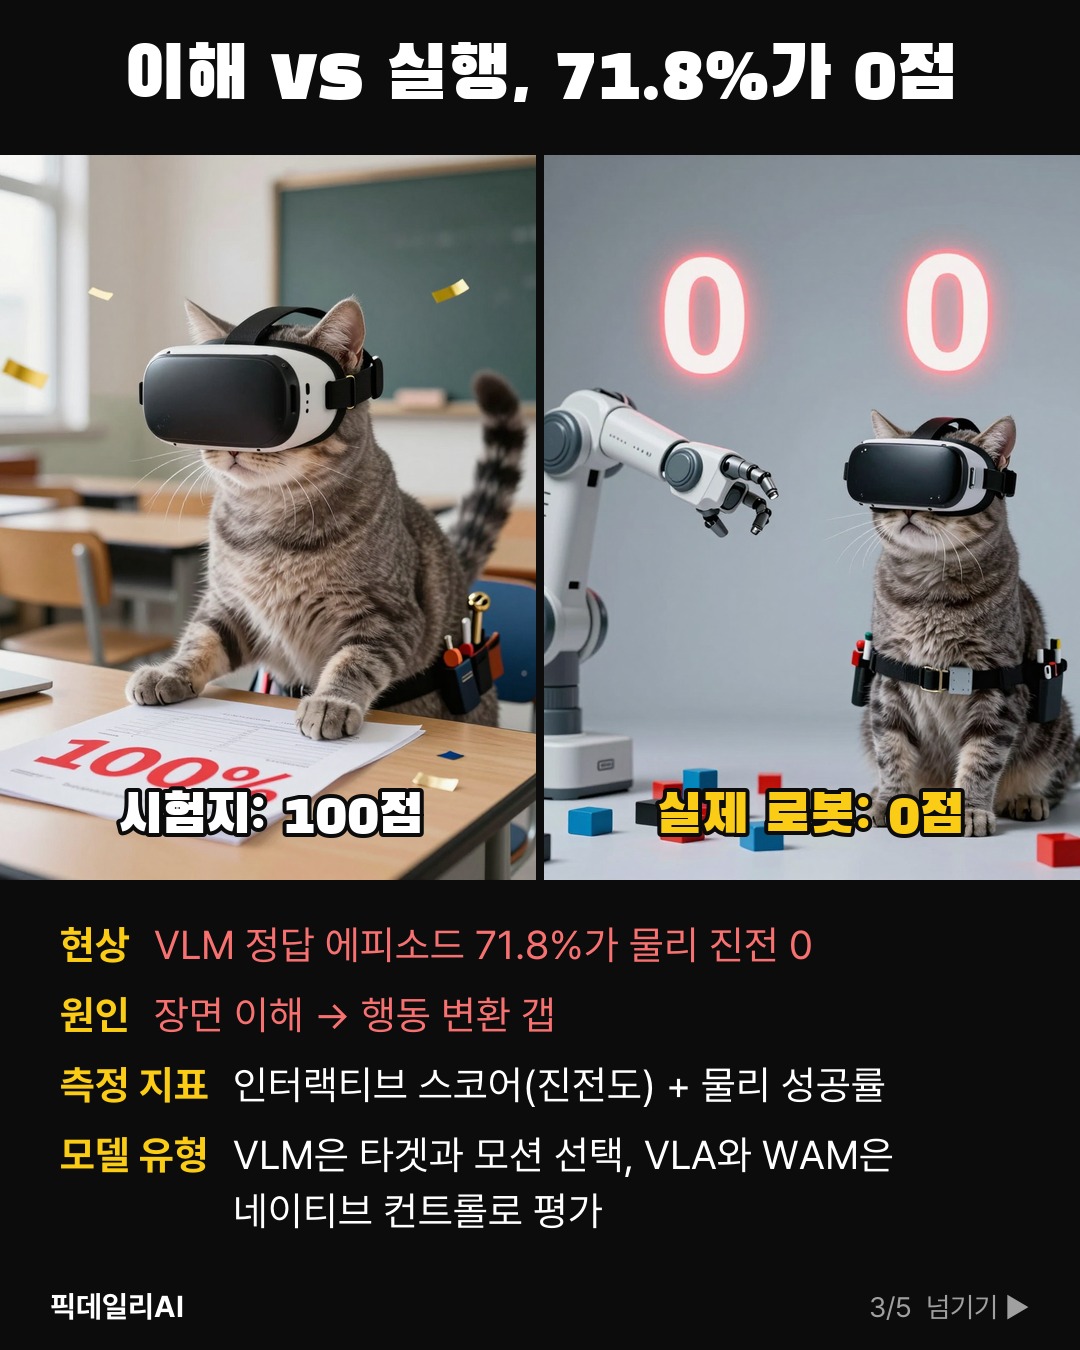 이해 VS 실행, 71.8%가 0점
0 0
100%
시험지: 100점
실제 로봇: 0점
현상 VLM 정답 에피소드 71.8%가 물리 진전 0
원인 장면 이해 → 행동 변환 갭
측정 지표 인터랙티브 스코어(진전도) + 물리 성공률
모델 유형 VLM은 타겟과 모션 선택, VLA와 WAM은
네이티브 컨트롤로 평가
픽데일리AI
3/5 넘기기 ▶